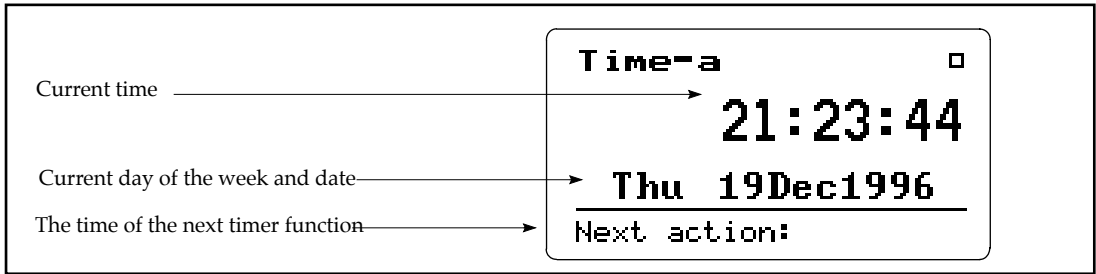 Time-a
Current time
21:23:44
Current day of the week and date
Thu 19Dec1996
The time of the next timer function
Next action: